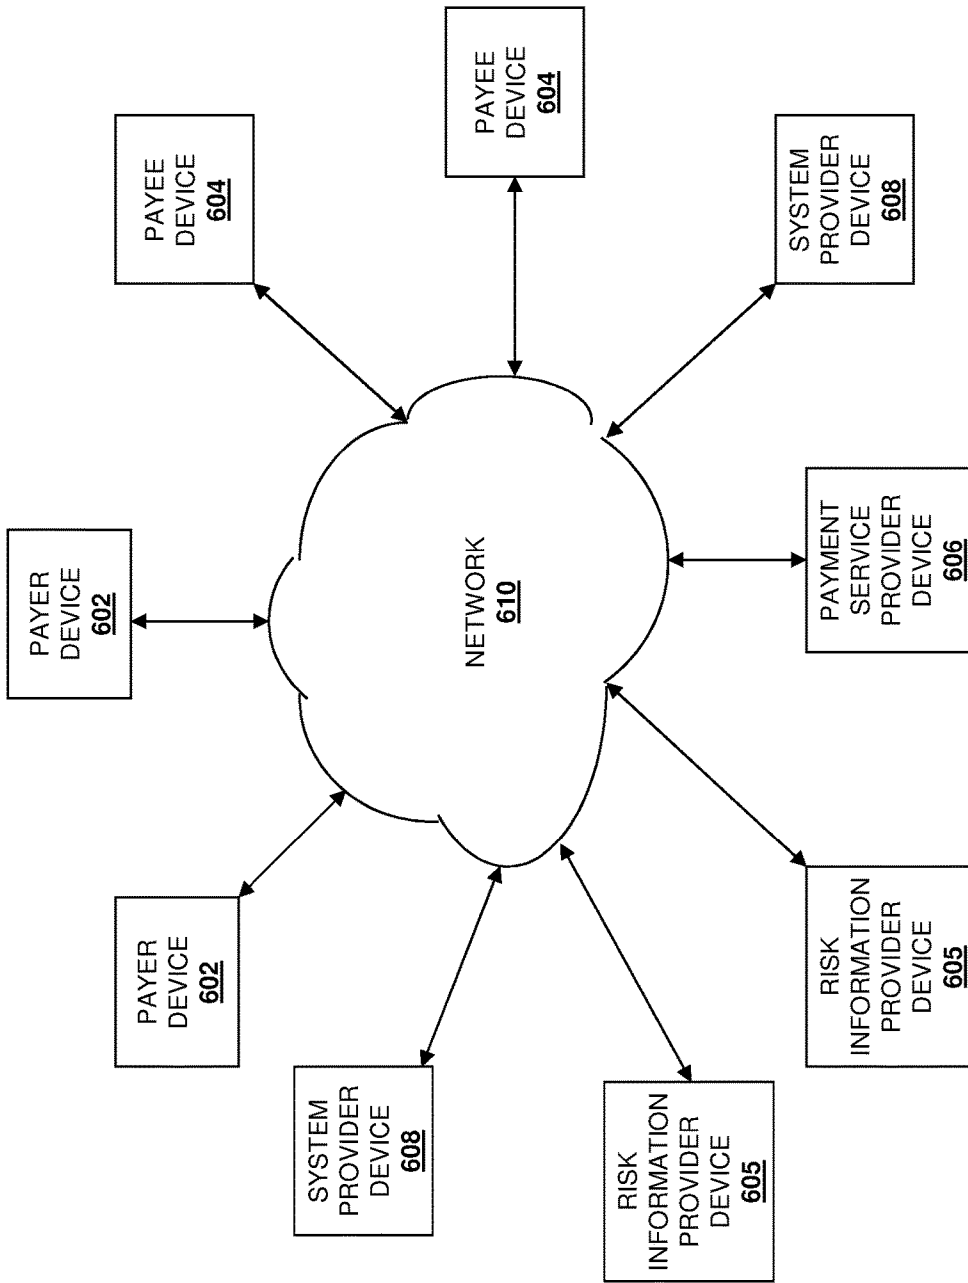 PAYER
DEVICE
602
PAYER
DEVICE
602
PAYEE
DEVICE
604
SYSTEM
PROVIDER
DEVICE
608
NETWORK
610
PAYEE
DEVICE
604
RISK
INFORMATION
PROVIDER
DEVICE
605
RISK
INFORMATION
PROVIDER
DEVICE
605
PAYMENT
SERVICE
PROVIDER
DEVICE
606
SYSTEM
PROVIDER
DEVICE
608